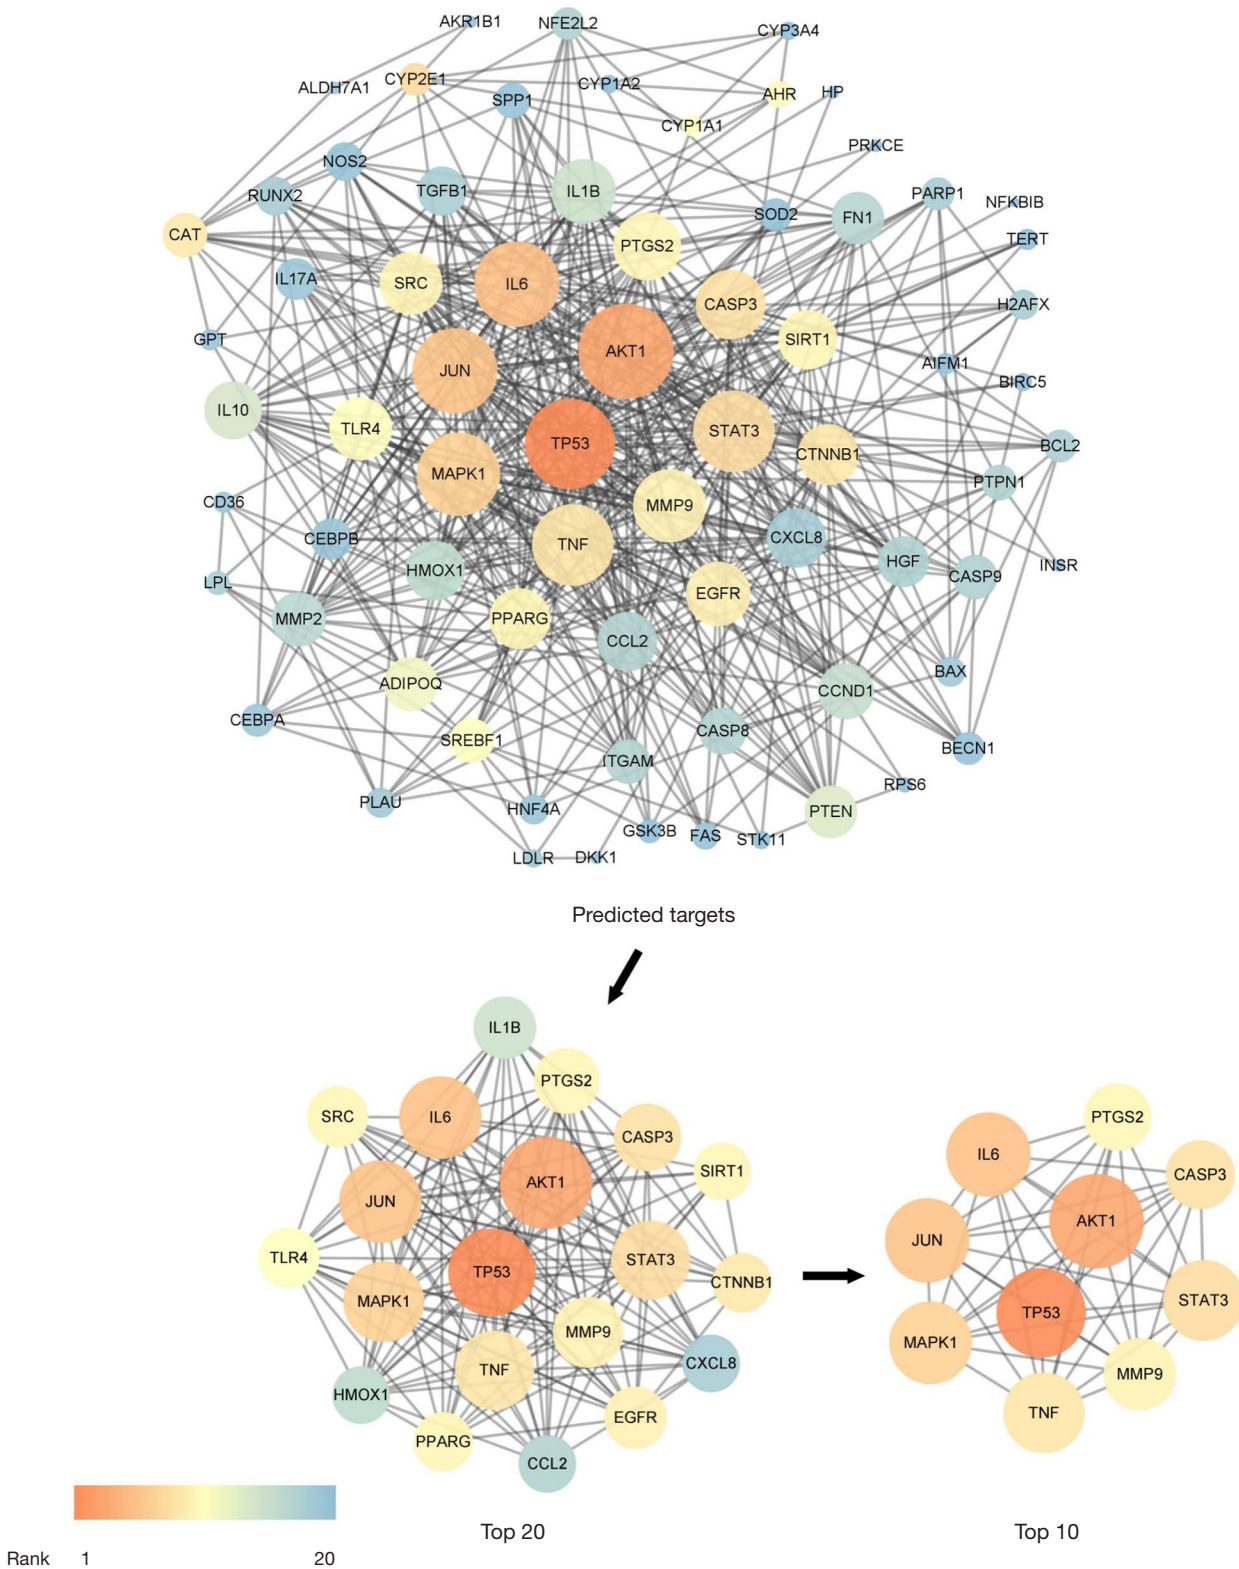 AKR1B1
NFE2L2
CYP3A4
ALDH7A1
CYP2E1
CYP1A2
SPP1
AHR
HP
CYP1A1
PRKCE
NOS2
RUNX2
TGFB1
IL1B
PARP1
NFKBIB
SOD2
FN1
CAT
PTGS2
TERT
IL17A
SRC
IL6
CASP3
H2AFX
GPT
SIRT1
AKT1
AIFM1
JUN
BIRC5
IL10
TLR4
STAT3
TP53
CTNNB1
BCL2
MAPK1
PTPN1
CD36
MMP9
CEBPB
TNF
CXCL8
HGF
INSR
LPL
HMOX1
CASP9
MMP2
PPARG
EGFR
CCL2
BAX
ADIPOQ
CCND1
CEBPA
SREBF1
CASP8
BECN1
ITGAM
RPS6
PLAU
HNF4A
PTEN
GSK3B
FAS
STK11
LDLR
DKK1
Predicted targets
IL1B
PTGS2
SRC
IL6
CASP3
SIRT1
AKT1
JUN
TLR4
TP53
STAT3
CTNNB1
MAPK1
MMP9
CXCL8
TNF
HMOX1
EGFR
PPARG
CCL2
PTGS2
IL6
CASP3
AKT1
JUN
STAT3
TP53
MAPK1
MMP9
TNF
Top 20
Top 10
Rank 1 20